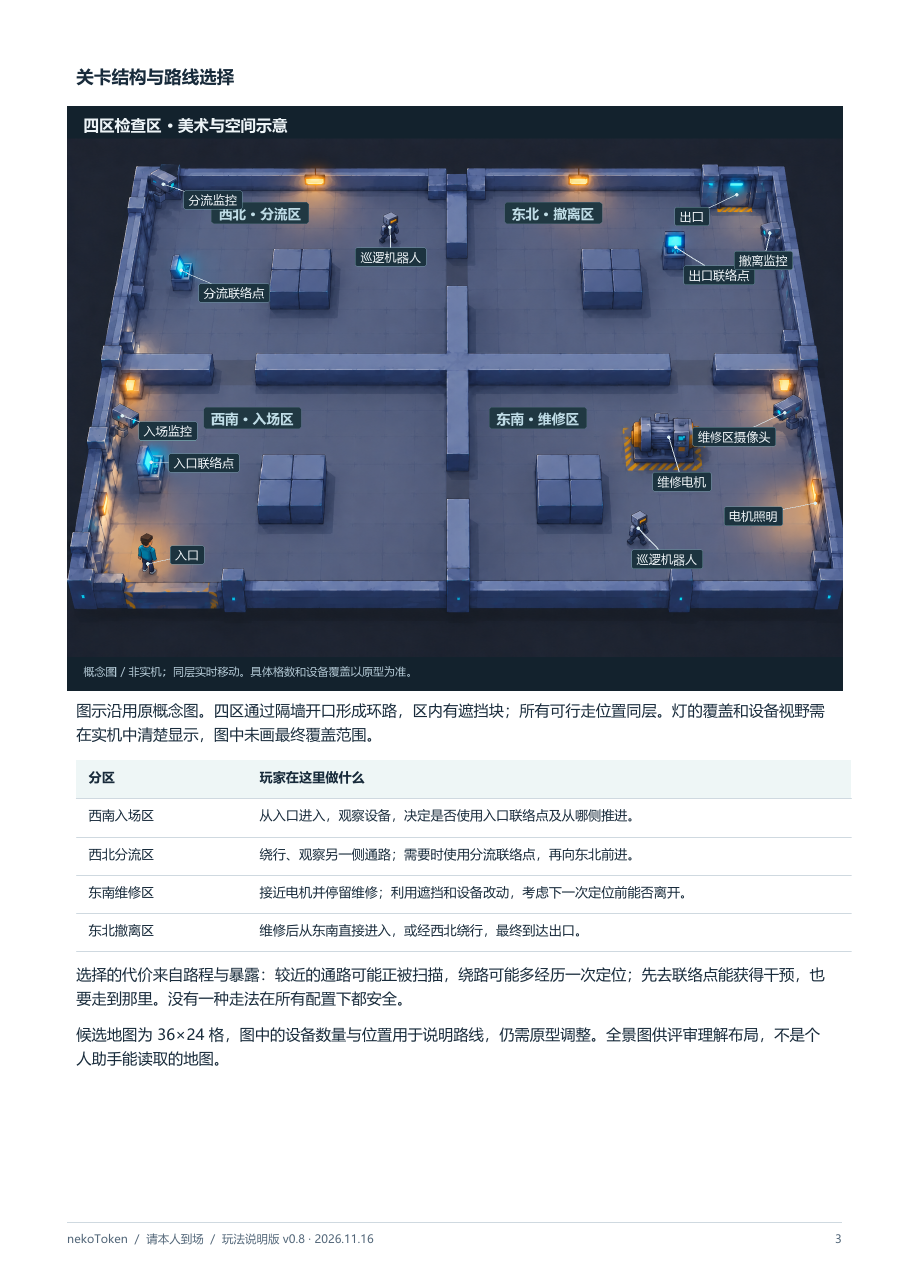 关卡结构与路线选择
四区检查区 • 美术与空间示意
分流监控
西北 • 分流区
巡逻机器人
分流联络点
东北 • 撤离区
出口
撤离监控
出口联络点
入场监控
西南 • 入场区
入口联络点
入口
东南 • 维修区
维修区摄像头
维修电机
电机照明
巡逻机器人
概念图 / 非实机；同层实时移动。具体格数和设备覆盖以原型为准。
图示沿用原概念图。四区通过隔墙开口形成环路，区内有遮挡块；所有可行走位置同层。灯的覆盖和设备视野需
在实机中清楚显示，图中未画最终覆盖范围。
分区 玩家在这里做什么
西南入场区 从入口进入，观察设备，决定是否使用入口联络点及从哪侧推进。
西北分流区 绕行、观察另一侧通路；需要时使用分流联络点，再向东北前进。
东南维修区 接近电机并停留维修；利用遮挡和设备改动，考虑下一次定位前能否离开。
东北撤离区 维修后从东南直接进入，或经西北绕行，最终到达出口。
选择的代价来自路程与暴露：较近的通路可能正被扫描，绕路可能多经历一次定位；先去联络点能获得干预，也
要走到那里。没有一种走法在所有配置下都安全。
候选地图为 36×24 格，图中的设备数量与位置用于说明路线，仍需原型调整。全景图供评审理解布局，不是个
人助手能读取的地图。
nekoToken / 请本人到场 / 玩法说明版 v0.8 · 2026.11.16 3